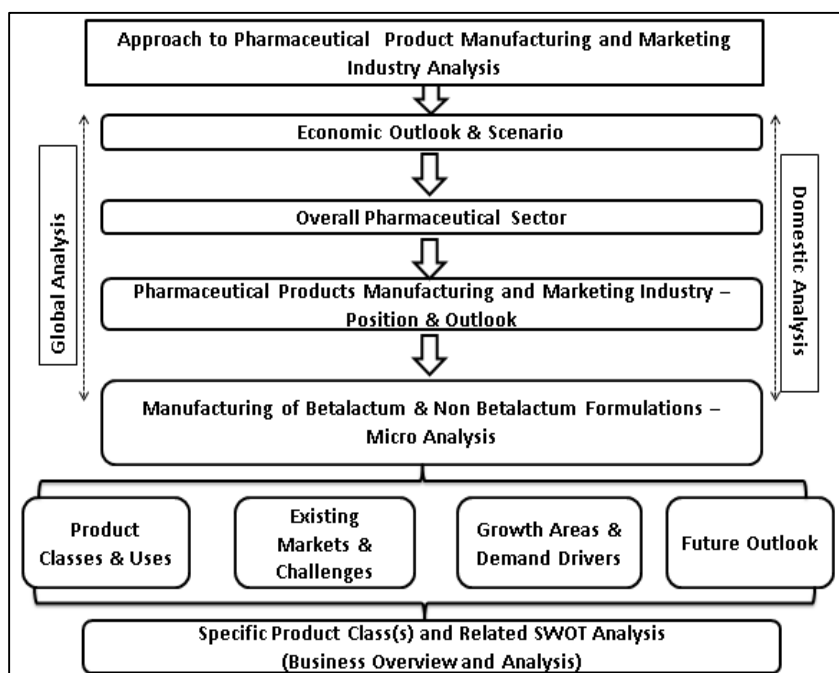 Approach to Pharmaceutical Product Manufacturing and Marketing
Industry Analysis
Economic Outlook & Scenario
Overall Pharmaceutical Sector
Pharmaceutical Products Manufacturing and Marketing Industry –
Position & Outlook
Manufacturing of Betalactum & Non Betalactum Formulations –
Micro Analysis
Global Analysis
Domestic Analysis
Product
Classes & Uses
Existing
Markets &
Challenges
Growth Areas &
Demand Drivers
Future Outlook
Specific Product Class(s) and Related SWOT Analysis
(Business Overview and Analysis)